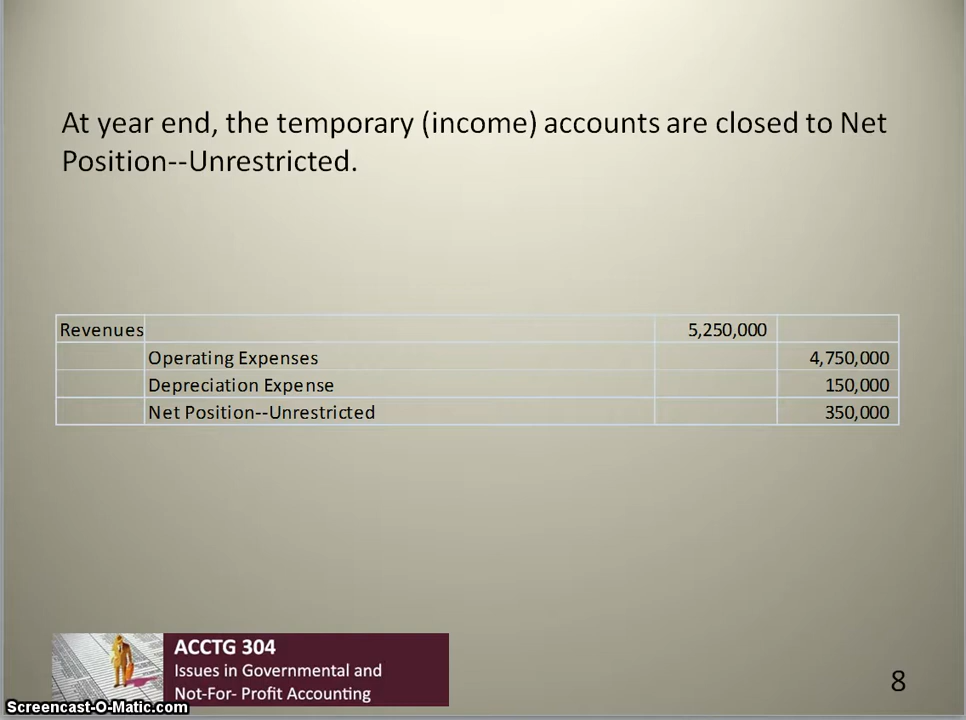 At year end, the temporary (income) accounts are closed to Net
Position--Unrestricted.
Revenues 5,250,000
Operating Expenses 4,750,000
Depreciation Expense 150,000
Net Position--Unrestricted 350,000
ACCTG 304
Issues in Governmental and
Not-For- Profit Accounting
8
Screencast-O-Matic.com